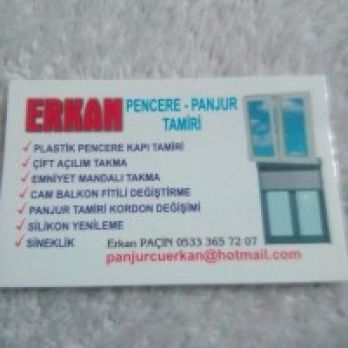 ERKAN PENCERE - PANJUR
TAMİRİ
✓ PLASTİK PENCERE KAPI TAMİRİ
✓ ÇİFT AÇILIM TAKMA
✓ EMNİYET MANDALI TAKMA
✓ CAM BALKON FİTİLİ DEĞİŞTİRME
✓ PANJUR TAMİRİ KORDON DEĞİŞİMİ
✓ SİLİKON YENİLEME
✓ SİNEKLİK Erkan PAÇİN 0533 365 72 07
panjurcuerkan@hotmail.com